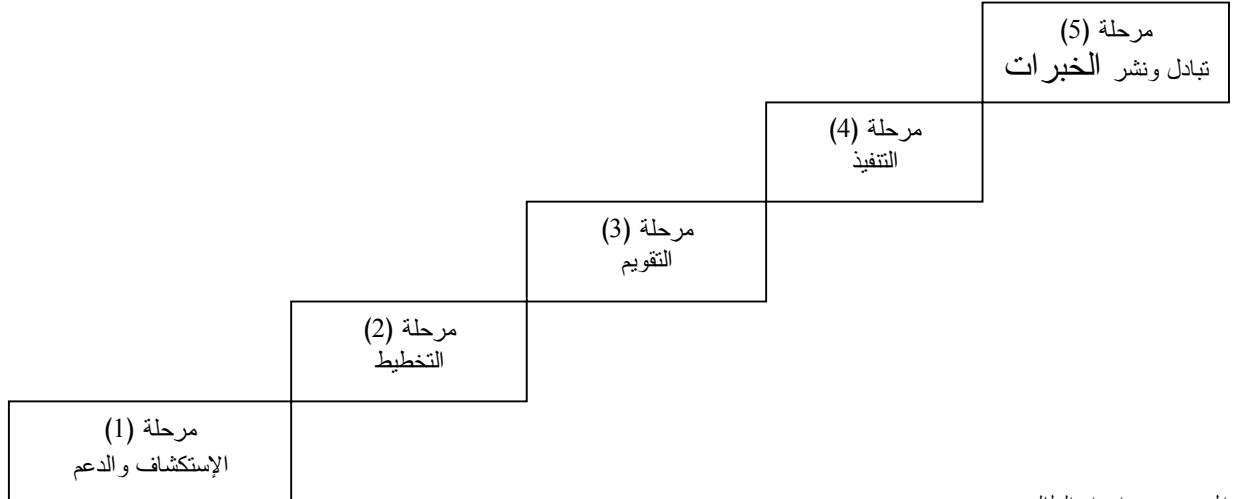 مرحلة (5)
تبادل ونشر الخبرات
مرحلة (4)
التنفيذ
مرحلة (3)
التقويم
مرحلة (2)
التخطيط
مرحلة (1)
الإستكشاف والدعم